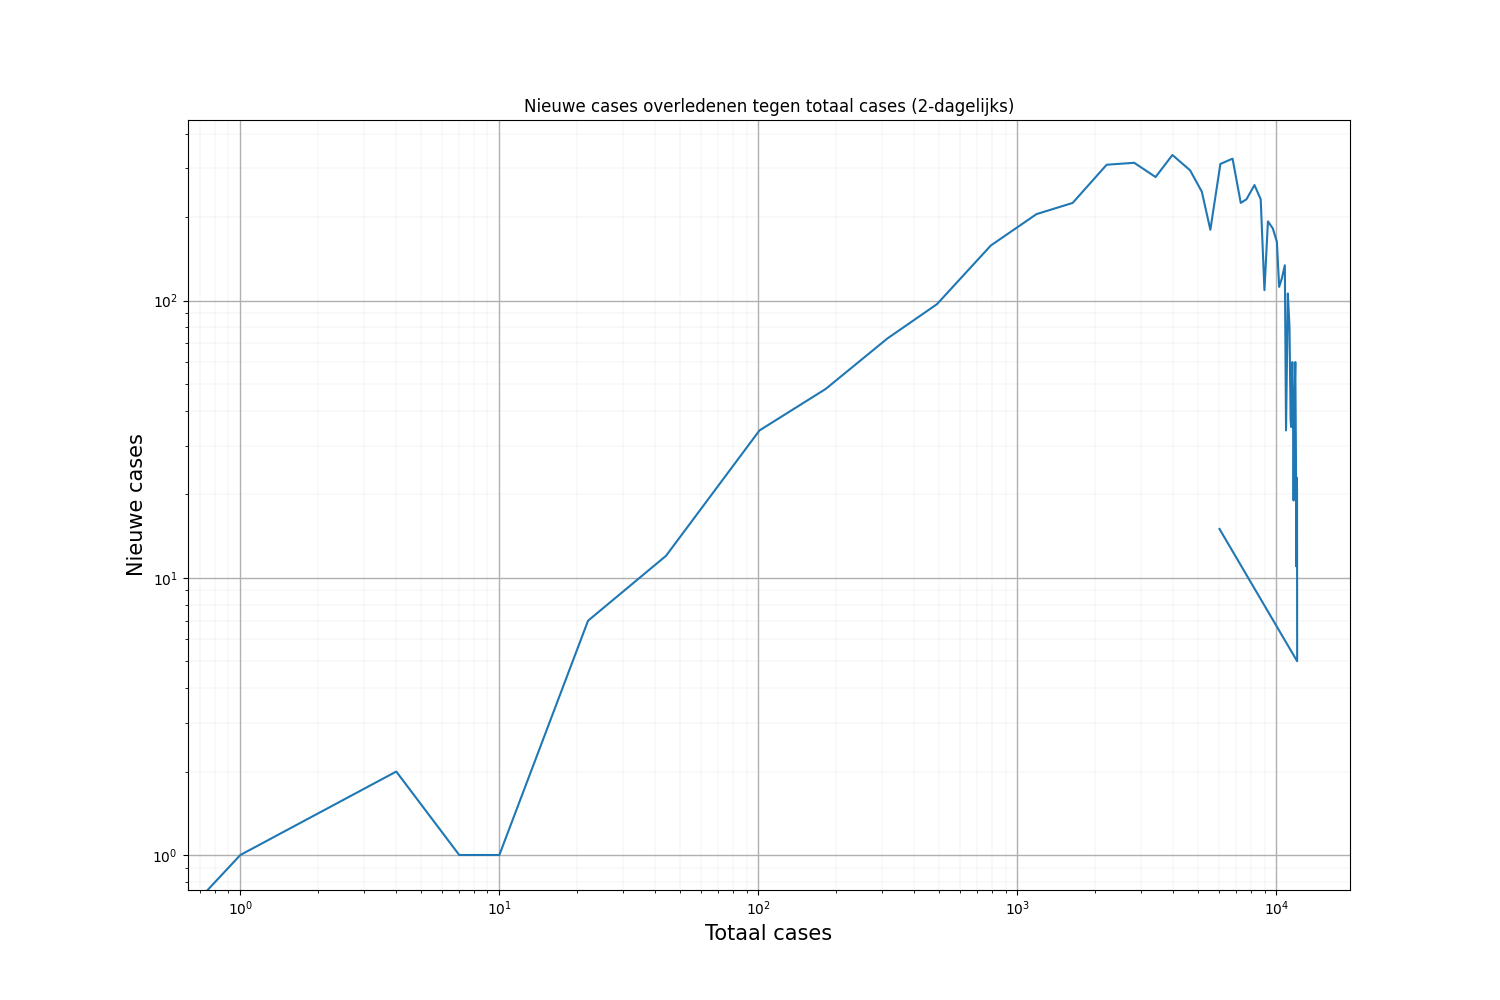 Nieuwe cases overledenen tegen totaal cases (2-dagelijks)
Nieuwe cases
10²
10¹
10⁰
10⁰ 10¹ 10² 10³ 10⁴
Totaal cases